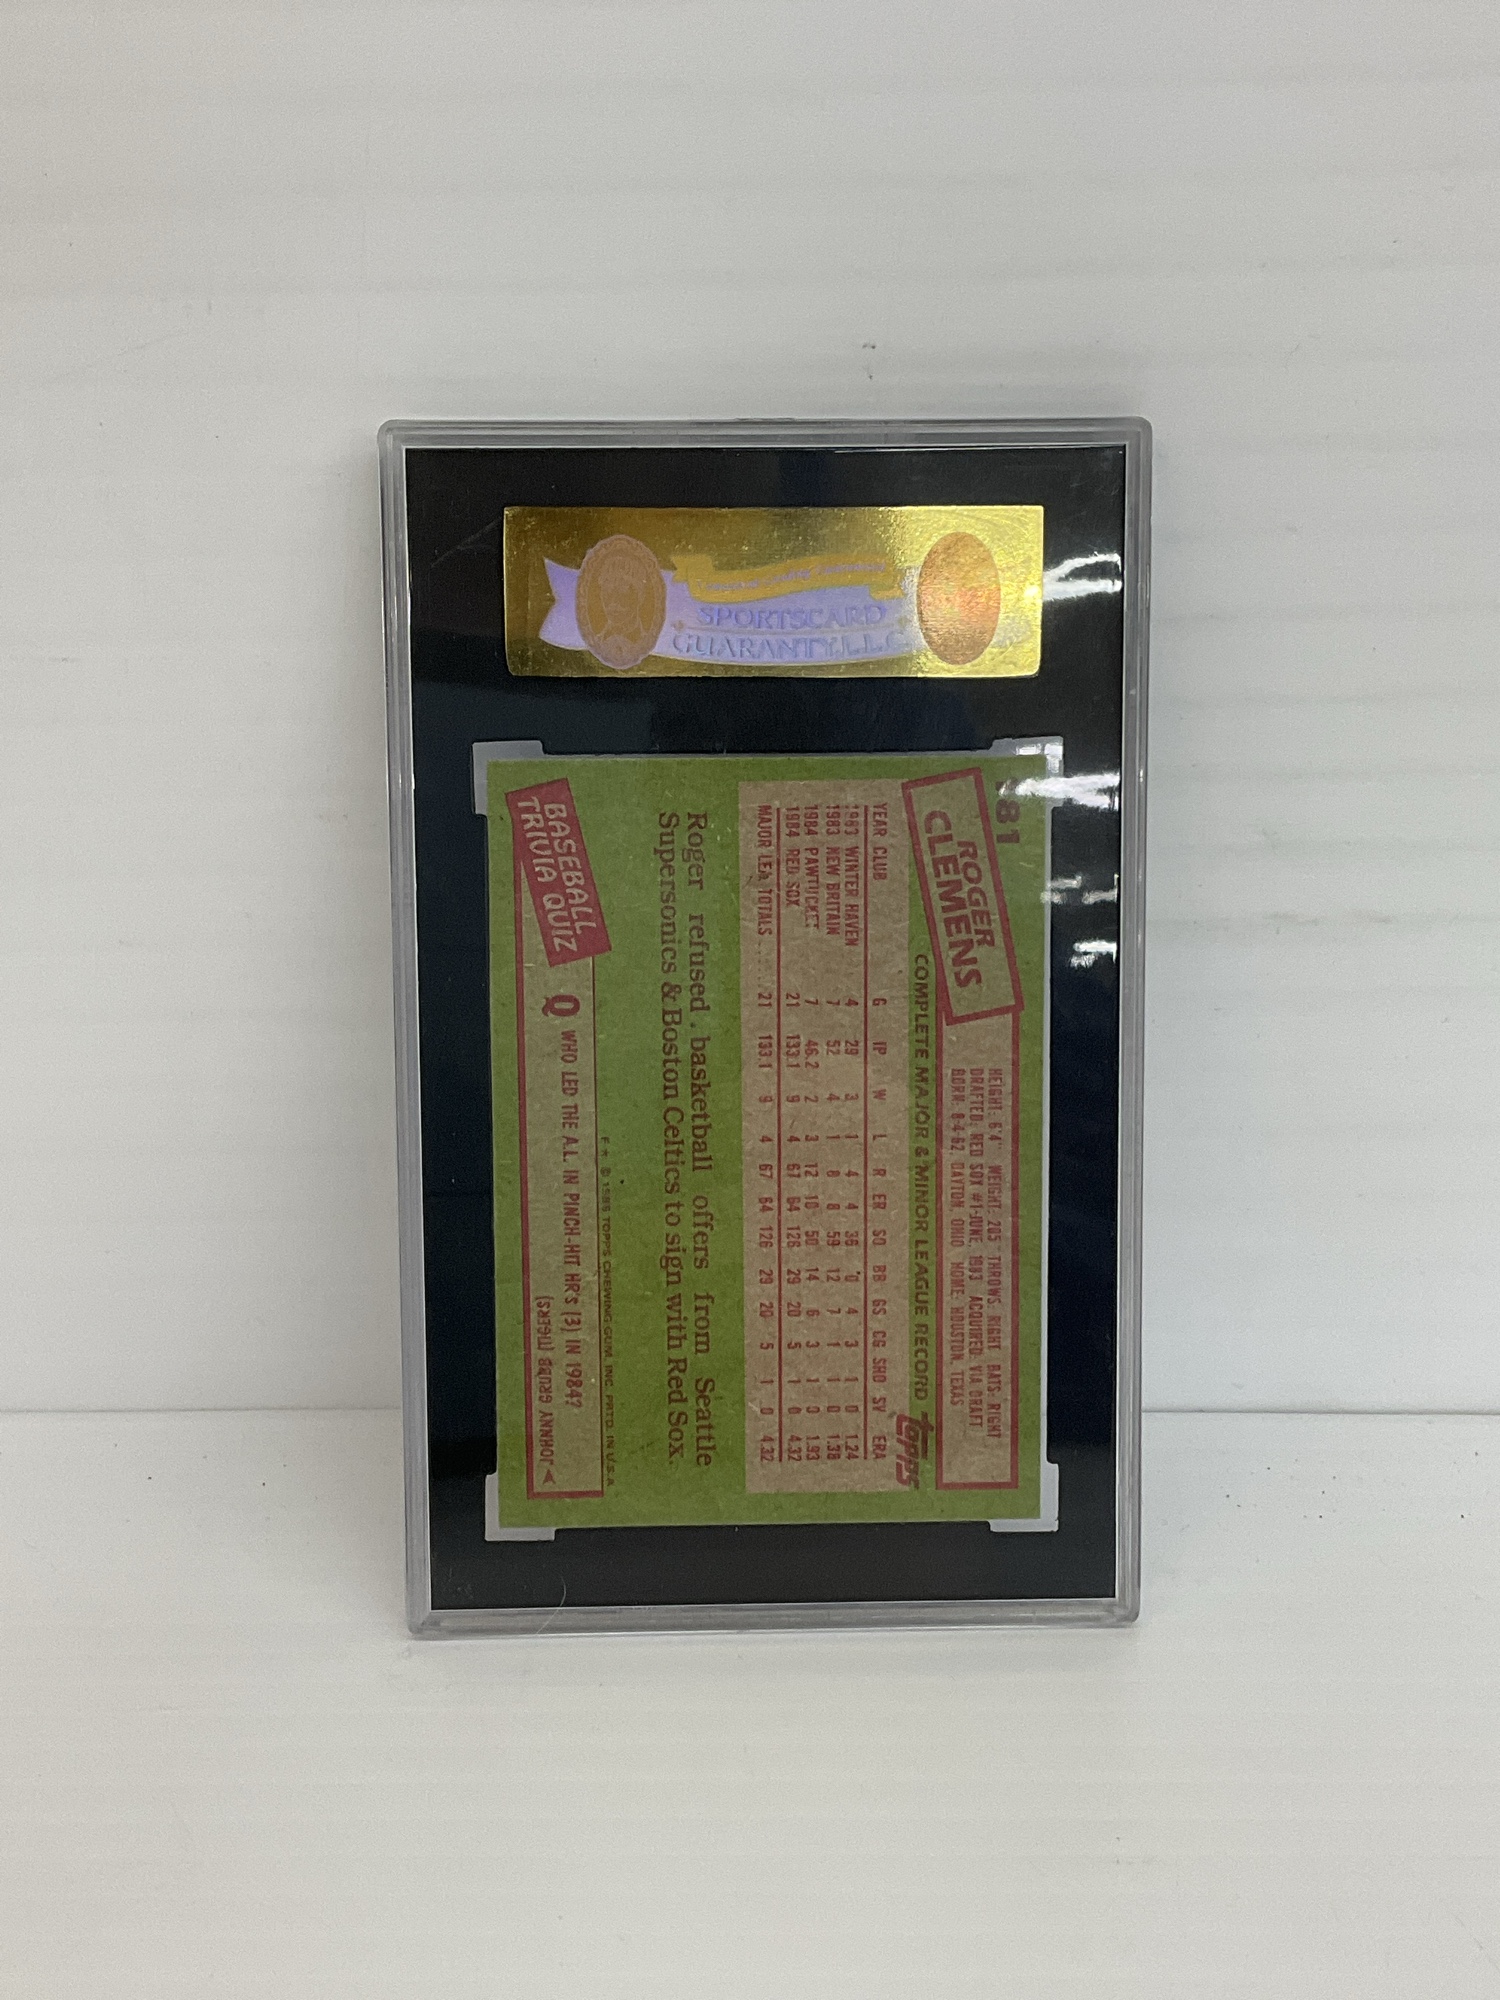 SPORTSCARD
GUARANTY, L.L.C.
181
ROGER
CLEMENS
HEIGHT: 6'4" WEIGHT: 205 THROWS: RIGHT BATS: RIGHT
DRAFTED: RED SOX #1-JUNE, 1983 ACQUIRED: VIA DRAFT
BORN: 8-4-62, DAYTON, OHIO HOME: HOUSTON, TEXAS
COMPLETE MAJOR & MINOR LEAGUE RECORD
topps
YEAR CLUB G IP W L R ER SO BB GS CG SHO SV ERA
1983 WINTER HAVEN 4 29 3 1 4 4 36 0 4 3 1 0 1.24
1983 NEW BRITAIN 7 52 4 1 8 8 59 12 7 1 1 0 1.38
1984 PAWTUCKET 7 46.2 2 3 12 10 50 14 6 3 1 0 1.93
1984 RED SOX 21 133.1 9 4 67 64 126 29 20 5 1 0 4.32
MAJOR LEA. TOTALS .... 21 133.1 9 4 67 64 126 29 20 5 1 0 4.32
Roger refused basketball offers from Seattle
Supersonics & Boston Celtics to sign with Red Sox.
F★ © 1985 TOPPS CHEWING GUM, INC. PRTD. IN U.S.A.
BASEBALL
TRIVIA QUIZ
Q WHO LED THE A.L. IN PINCH-HIT HR'S (3) IN 1984?
A JOHNNY GRUBB (TIGERS)